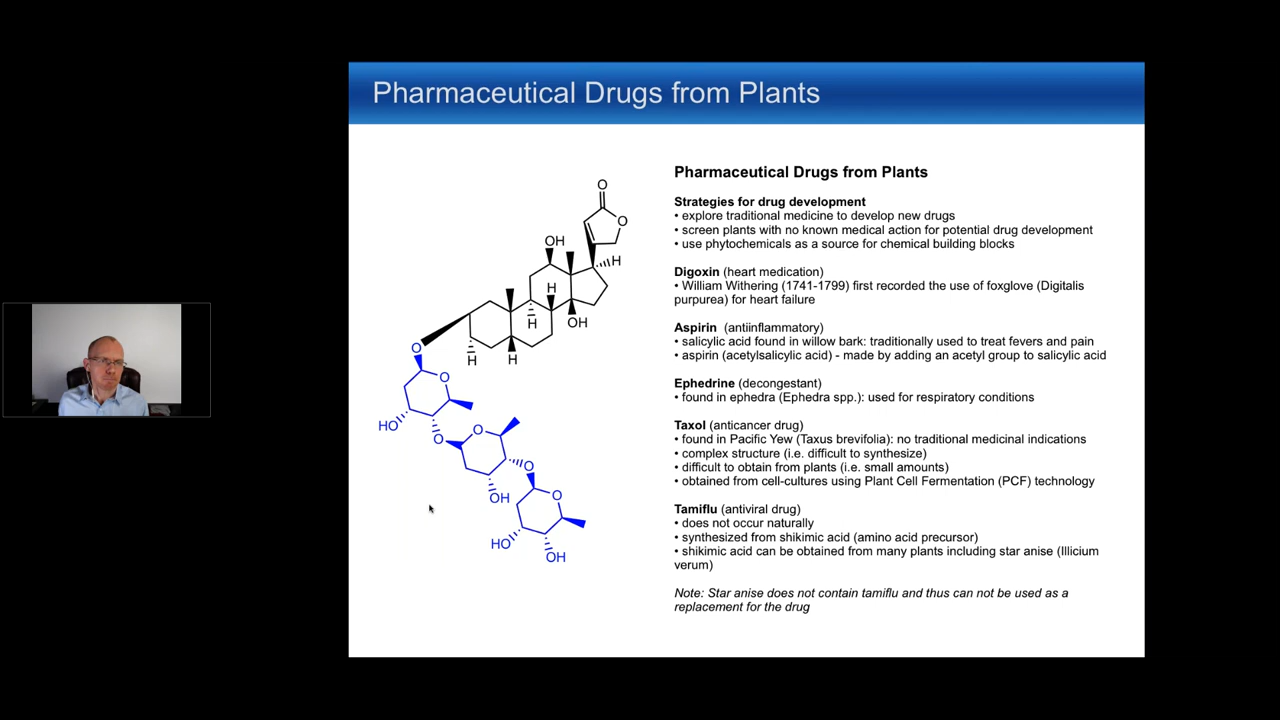 Pharmaceutical Drugs from Plants
Pharmaceutical Drugs from Plants
Strategies for drug development
• explore traditional medicine to develop new drugs
• screen plants with no known medical action for potential drug development
• use phytochemicals as a source for chemical building blocks
Digoxin (heart medication)
• William Withering (1741-1799) first recorded the use of foxglove (Digitalis
purpurea) for heart failure
Aspirin (antiinflammatory)
• salicylic acid found in willow bark: traditionally used to treat fevers and pain
• aspirin (acetylsalicylic acid) - made by adding an acetyl group to salicylic acid
Ephedrine (decongestant)
• found in ephedra (Ephedra spp.): used for respiratory conditions
Taxol (anticancer drug)
• found in Pacific Yew (Taxus brevifolia): no traditional medicinal indications
• complex structure (i.e. difficult to synthesize)
• difficult to obtain from plants (i.e. small amounts)
• obtained from cell-cultures using Plant Cell Fermentation (PCF) technology
Tamiflu (antiviral drug)
• does not occur naturally
• synthesized from shikimic acid (amino acid precursor)
• shikimic acid can be obtained from many plants including star anise (Illicium
verum)
Note: Star anise does not contain tamiflu and thus can not be used as a
replacement for the drug
O
O
OH
H
H
H
OH
H
H
O
O
HO
O
O
O
OH
O
HO
OH